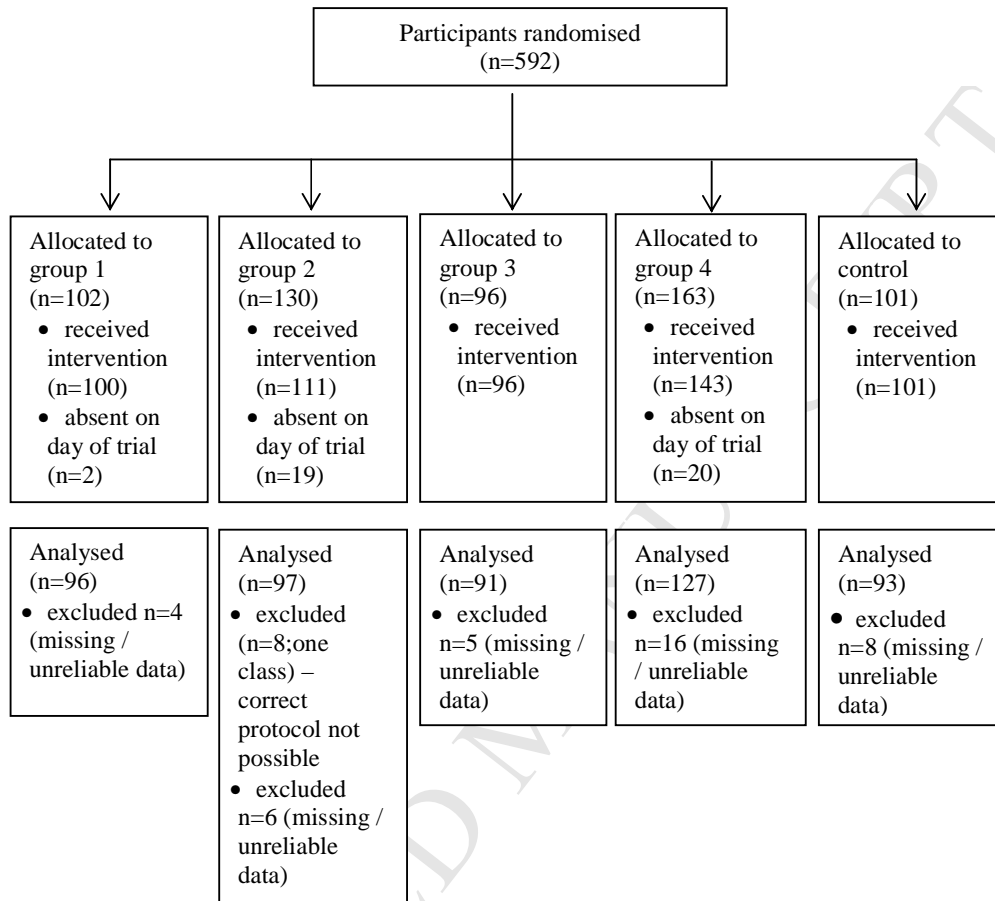 Participants randomised
(n=592)
Allocated to
group 1
(n=102)
• received
intervention
(n=100)
• absent on
day of trial
(n=2)
Allocated to
group 2
(n=130)
• received
intervention
(n=111)
• absent on
day of trial
(n=19)
Allocated to
group 3
(n=96)
• received
intervention
(n=96)
Allocated to
group 4
(n=163)
• received
intervention
(n=143)
• absent on
day of trial
(n=20)
Allocated to
control
(n=101)
• received
intervention
(n=101)
Analysed
(n=96)
• excluded n=4
(missing /
unreliable data)
Analysed
(n=97)
• excluded
(n=8;one
class) –
correct
protocol not
possible
• excluded
n=6 (missing /
unreliable
data)
Analysed
(n=91)
• excluded
n=5 (missing /
unreliable
data)
Analysed
(n=127)
• excluded
n=16 (missing
/ unreliable
data)
Analysed
(n=93)
• excluded
n=8 (missing /
unreliable
data)